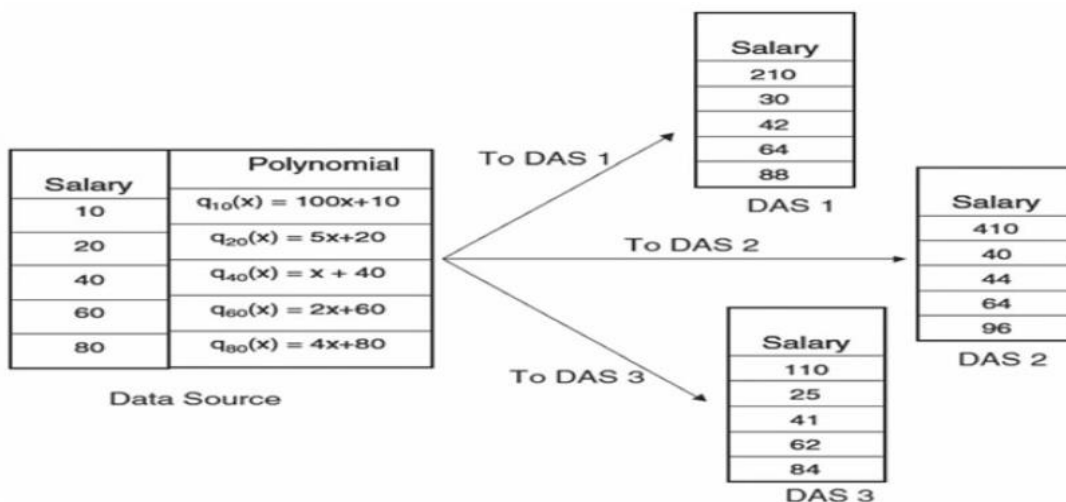 Salary
210
30
42
64
88
DAS 1
To DAS 1
Salary
10
20
40
60
80
Polynomial
q10(x) = 100x+10
q20(x) = 5x+20
q40(x) = x + 40
q60(x) = 2x+60
q80(x) = 4x+80
Data Source
To DAS 2
Salary
410
40
44
64
96
DAS 2
To DAS 3
Salary
110
25
41
62
84
DAS 3